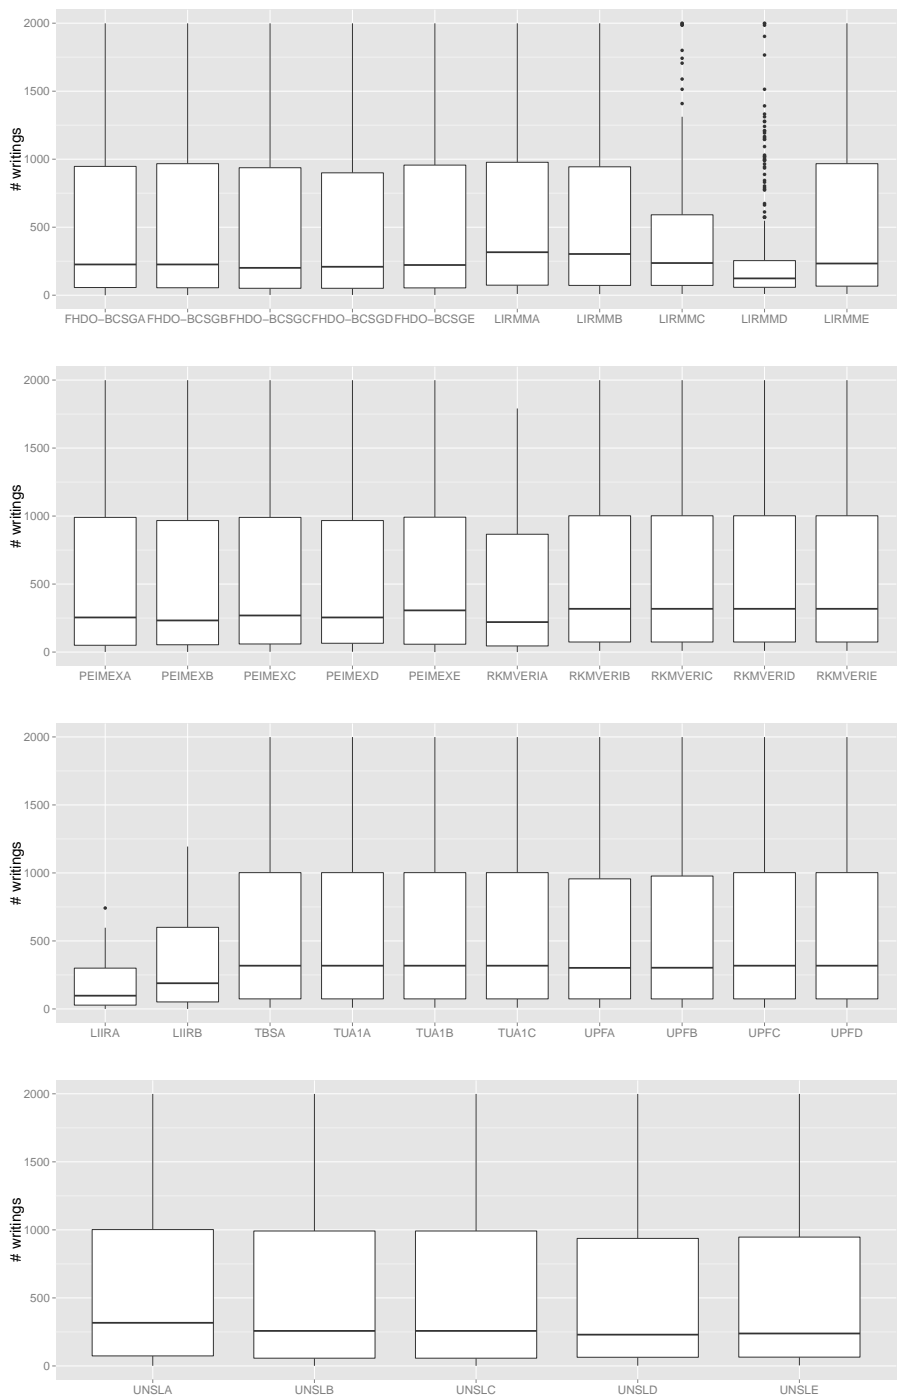 2000
1500
1000
500
0
# writings
FHDO−BCSGA FHDO−BCSGB FHDO−BCSGC FHDO−BCSGD FHDO−BCSGE LIRMMA LIRMMB LIRMMC LIRMMD LIRMME
2000
1500
1000
500
0
# writings
PEIMEXA PEIMEXB PEIMEXC PEIMEXD PEIMEXE RKMVERIA RKMVERIB RKMVERIC RKMVERID RKMVERIE
2000
1500
1000
500
0
# writings
LIIRA LIIRB TBSA TUA1A TUA1B TUA1C UPFA UPFB UPFC UPFD
2000
1500
1000
500
0
# writings
UNSLA UNSLB UNSLC UNSLD UNSLE